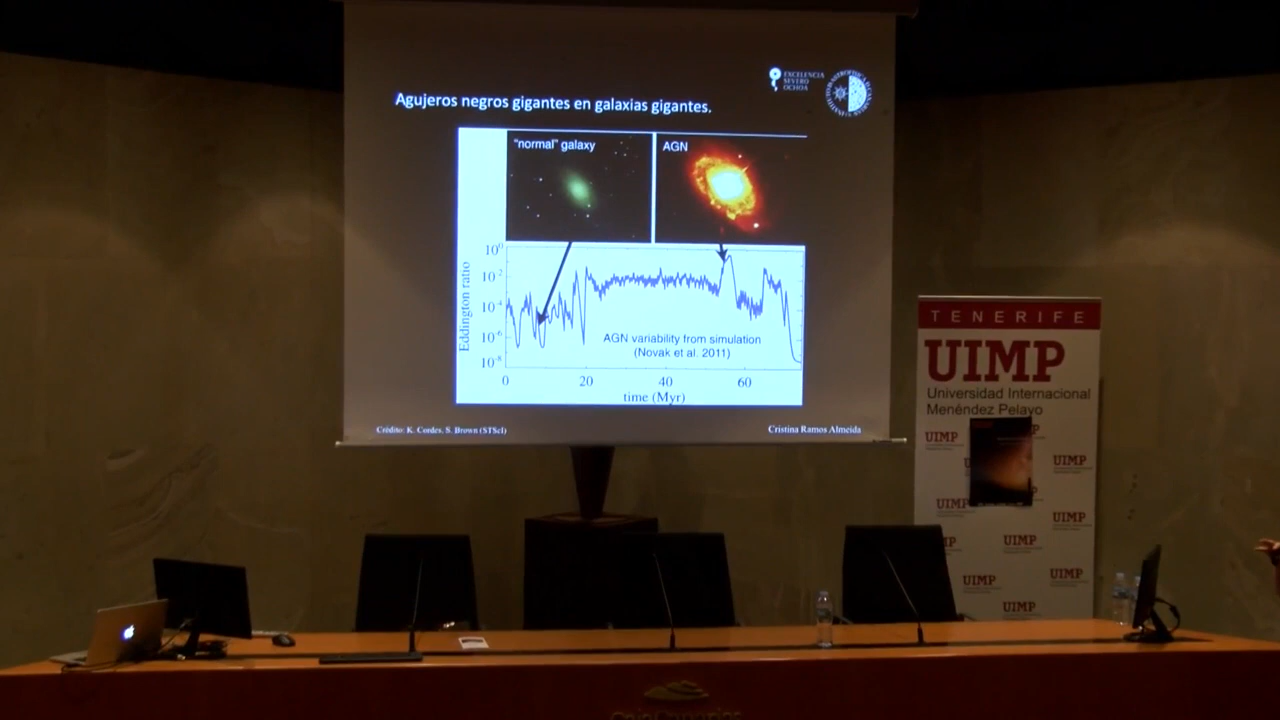 EXCELENCIA
SEVERO
OCHOA
Agujeros negros gigantes en galaxias gigantes.
"normal" galaxy
AGN
Eddington ratio
10⁰
10⁻²
10⁻⁴
10⁻⁶
10⁻⁸
AGN variability from simulation
(Novak et al. 2011)
0
20
40
60
time (Myr)
Crédito: K. Cordes, S. Brown (STScI)
Cristina Ramos Almeida
TENERIFE
UIMP
Universidad Internacional
Menéndez Pelayo
UIMP
UIMP
UIMP
UIMP
UIMP
UIMP
UIMP
UIMP